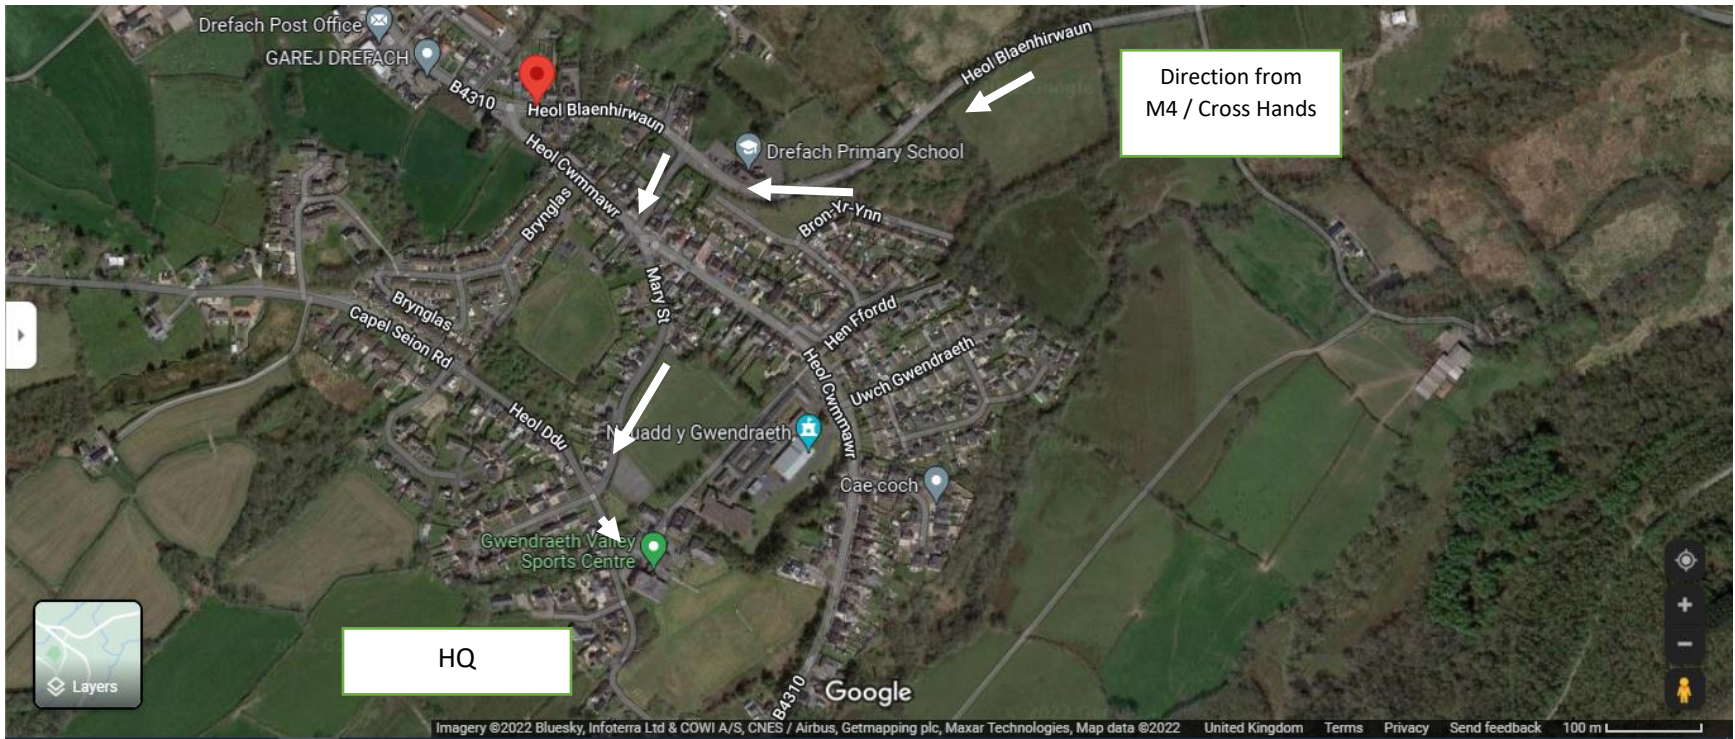 Drefach Post Office
GAREJ DREFACH
B4310
Heol Blaenhirwaun
Heol Blaenhirwaun
Direction from
M4 / Cross Hands
Drefach Primary School
Heol Cwmmawr
Brynglas
Bron-Yr-Ynn
Mary St
Brynglas
Capel Seion Rd
Hen Ffordd
Uwch Gwendraeth
Heol Cwmmawr
Heol Ddu
y Gwendraeth
Cae coch
Gwendraeth Valley
Sports Centre
HQ
Layers
B4310
Google
Imagery ©2022 Bluesky, Infoterra Ltd & COWI A/S, CNES / Airbus, Getmapping plc, Maxar Technologies, Map data ©2022 United Kingdom Terms Privacy Send feedback 100 m